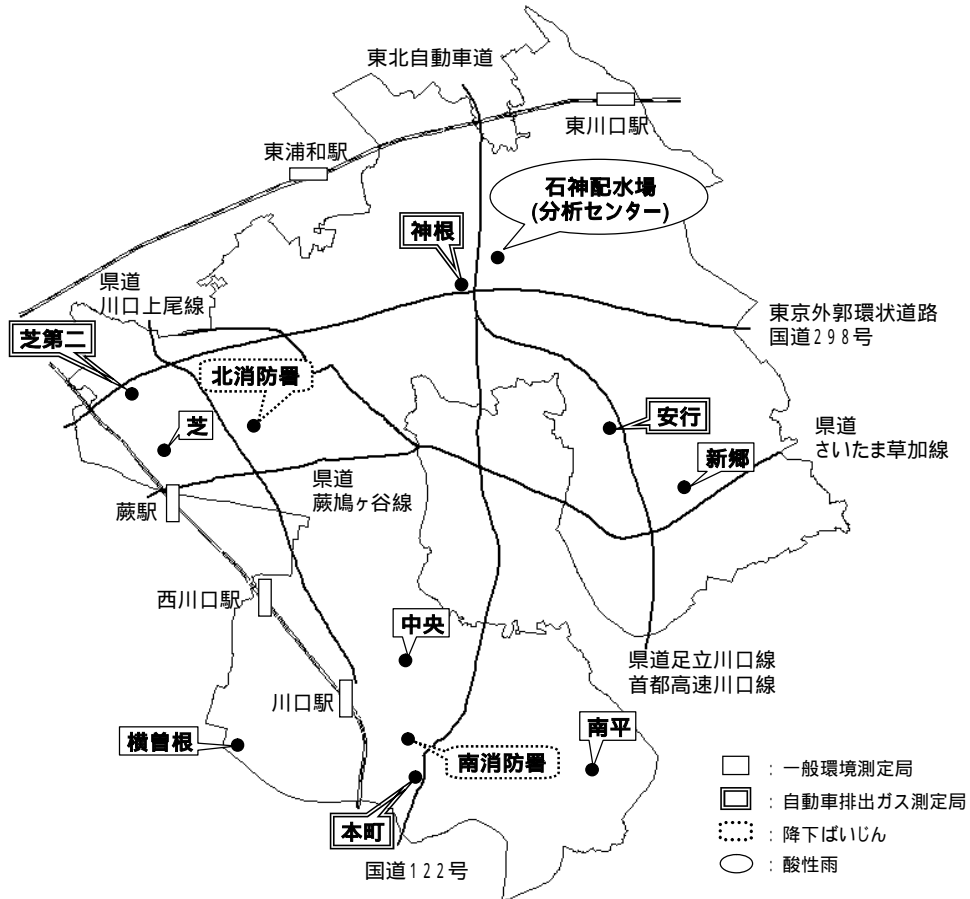 東北自動車道
東川口駅
東浦和駅
石神配水場
(分析センター)
神根
県道
川口上尾線
東京外郭環状道路
国道298号
芝第二
北消防署
安行
県道
さいたま草加線
芝
新郷
県道
蕨鳩ヶ谷線
蕨駅
西川口駅
中央
県道足立川口線
首都高速川口線
川口駅
横曽根
南消防署
南平
本町
国道122号
：一般環境測定局
：自動車排出ガス測定局
：降下ばいじん
：酸性雨